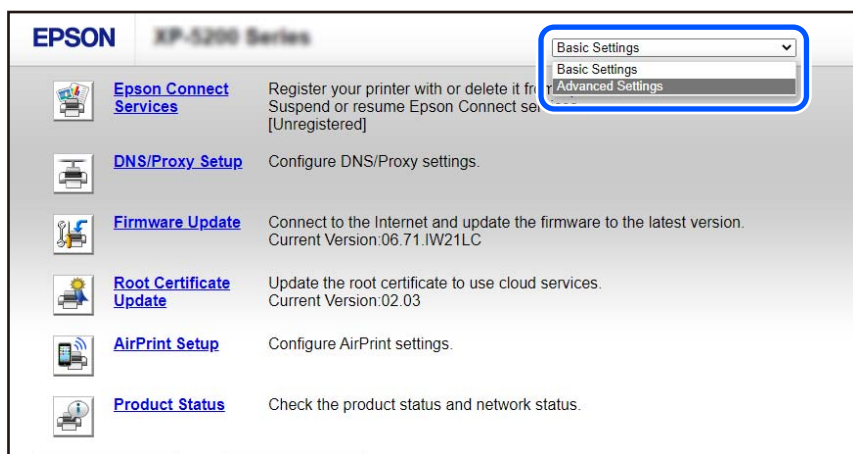 EPSON XP-5200 Series
Basic Settings
Basic Settings
Advanced Settings
Epson Connect Services
Register your printer with or delete it from
Suspend or resume Epson Connect
[Unregistered]
DNS/Proxy Setup
Configure DNS/Proxy settings.
Firmware Update
Connect to the Internet and update the firmware to the latest version.
Current Version:06.71.IW21LC
Root Certificate
Update
Update the root certificate to use cloud services.
Current Version:02.03
AirPrint Setup
Configure AirPrint settings.
Product Status
Check the product status and network status.